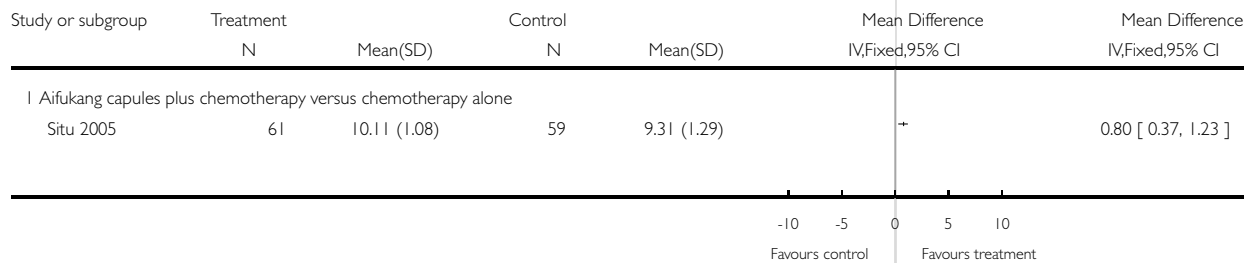 Study or subgroup Treatment Control Mean Difference Mean Difference
N Mean(SD) N Mean(SD) IV,Fixed,95% CI IV,Fixed,95% CI
1 Aifukang capules plus chemotherapy versus chemotherapy alone
Situ 2005 61 10.11 (1.08) 59 9.31 (1.29) 0.80 [ 0.37, 1.23 ]
-10 -5 0 5 10
Favours control Favours treatment